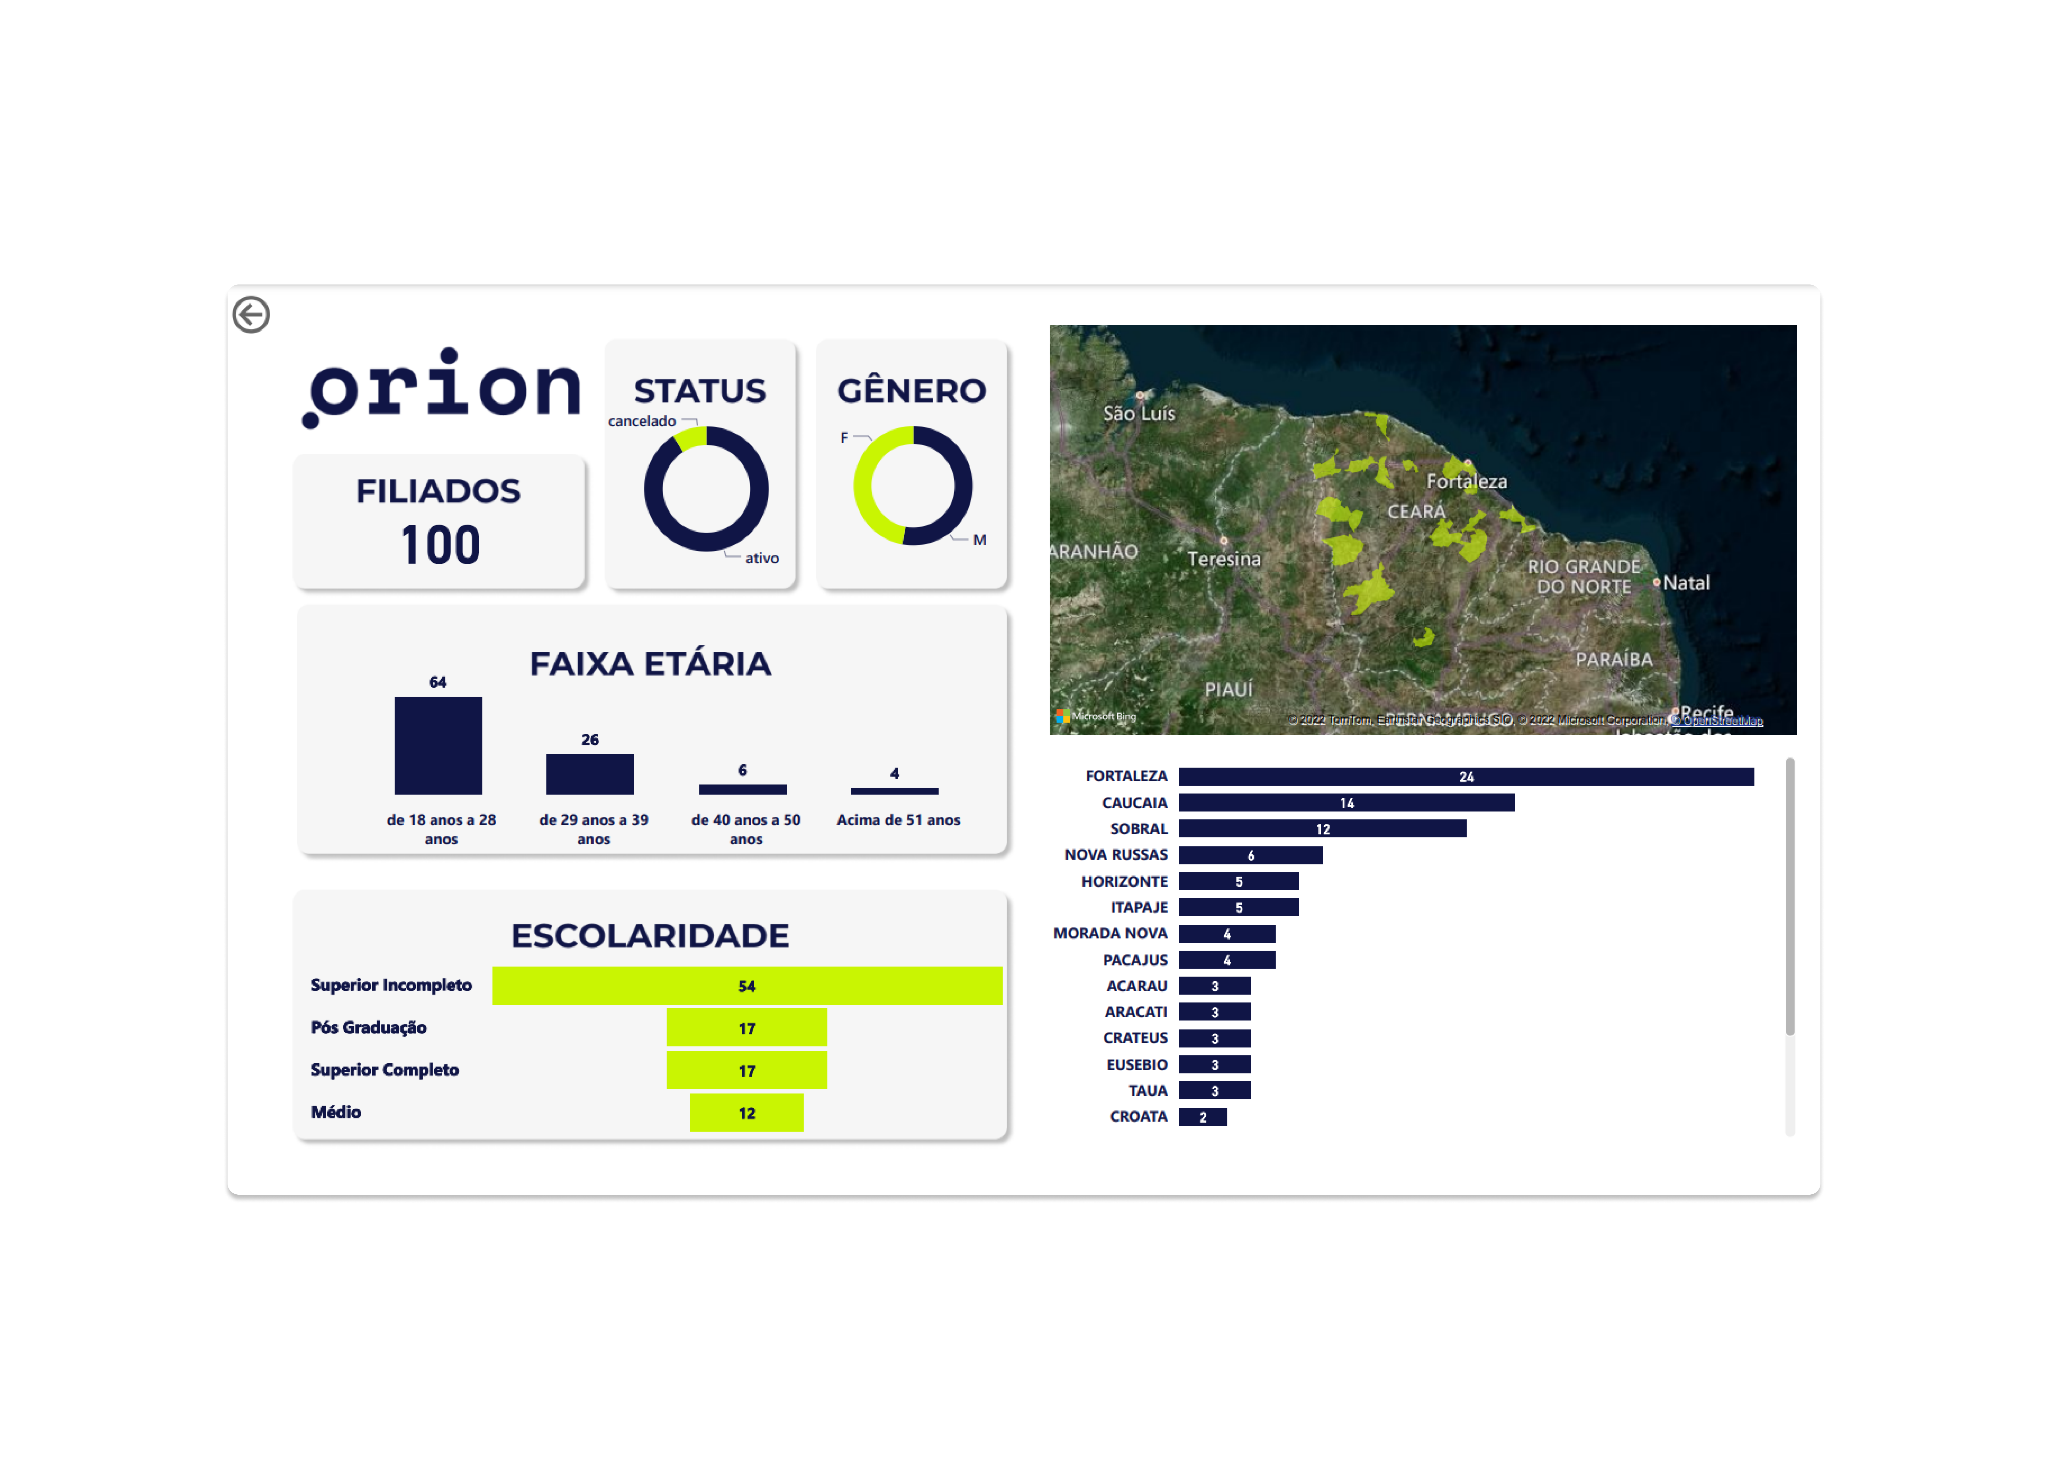 orion
FILIADOS
100
STATUS
cancelado
ativo
GÊNERO
F
M
FAIXA ETÁRIA
64
26
6
4
de 18 anos a 28
anos
de 29 anos a 39
anos
de 40 anos a 50
anos
Acima de 51 anos
ESCOLARIDADE
Superior Incompleto 54
Pós Graduação 17
Superior Completo 17
Médio 12
São Luís
Fortaleza
CEARÁ
ARANHÃO
Teresina
RIO GRANDE
DO NORTE
Natal
PARAÍBA
PIAUÍ
Recife
PERNAMBUCO
Microsoft Bing
© 2022 TomTom, Earthstar Geographics SIO, © 2022 Microsoft Corporation, © OpenStreetMap
FORTALEZA 24
CAUCAIA 14
SOBRAL 12
NOVA RUSSAS 6
HORIZONTE 5
ITAPAJE 5
MORADA NOVA 4
PACAJUS 4
ACARAU 3
ARACATI 3
CRATEUS 3
EUSEBIO 3
TAUA 3
CROATA 2